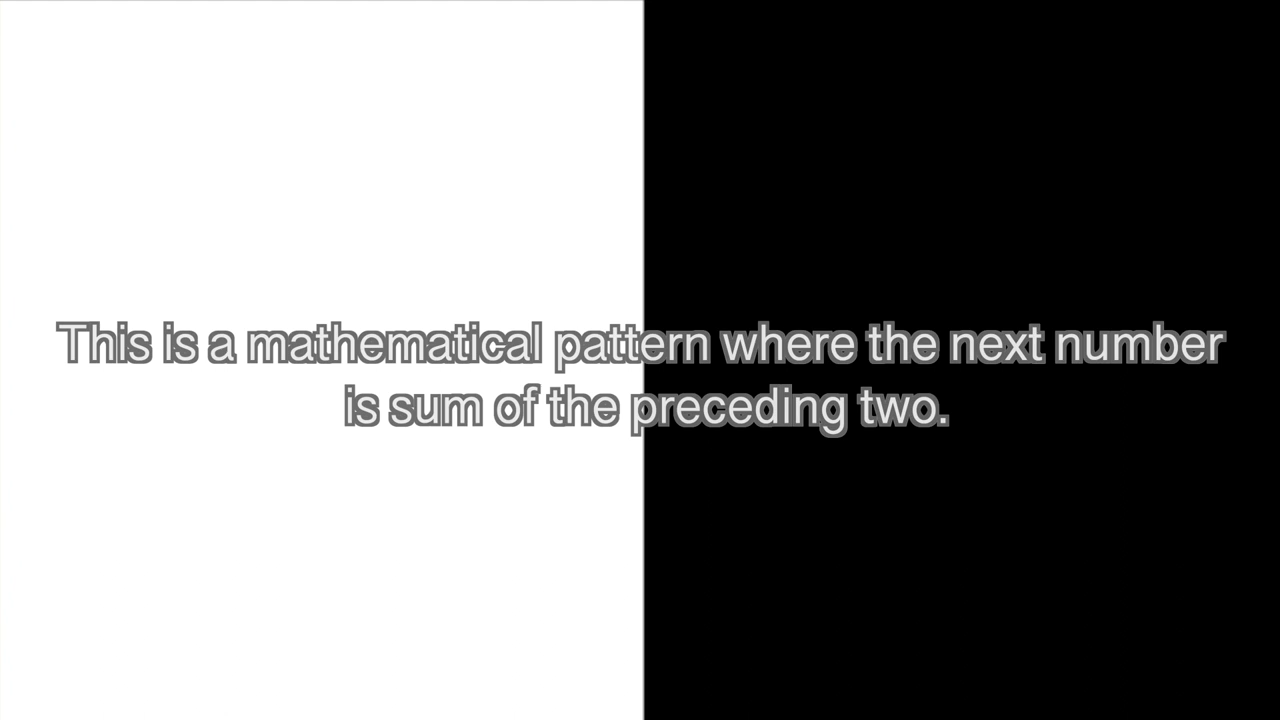 This is a mathematical pattern where the next number
is sum of the preceding two.